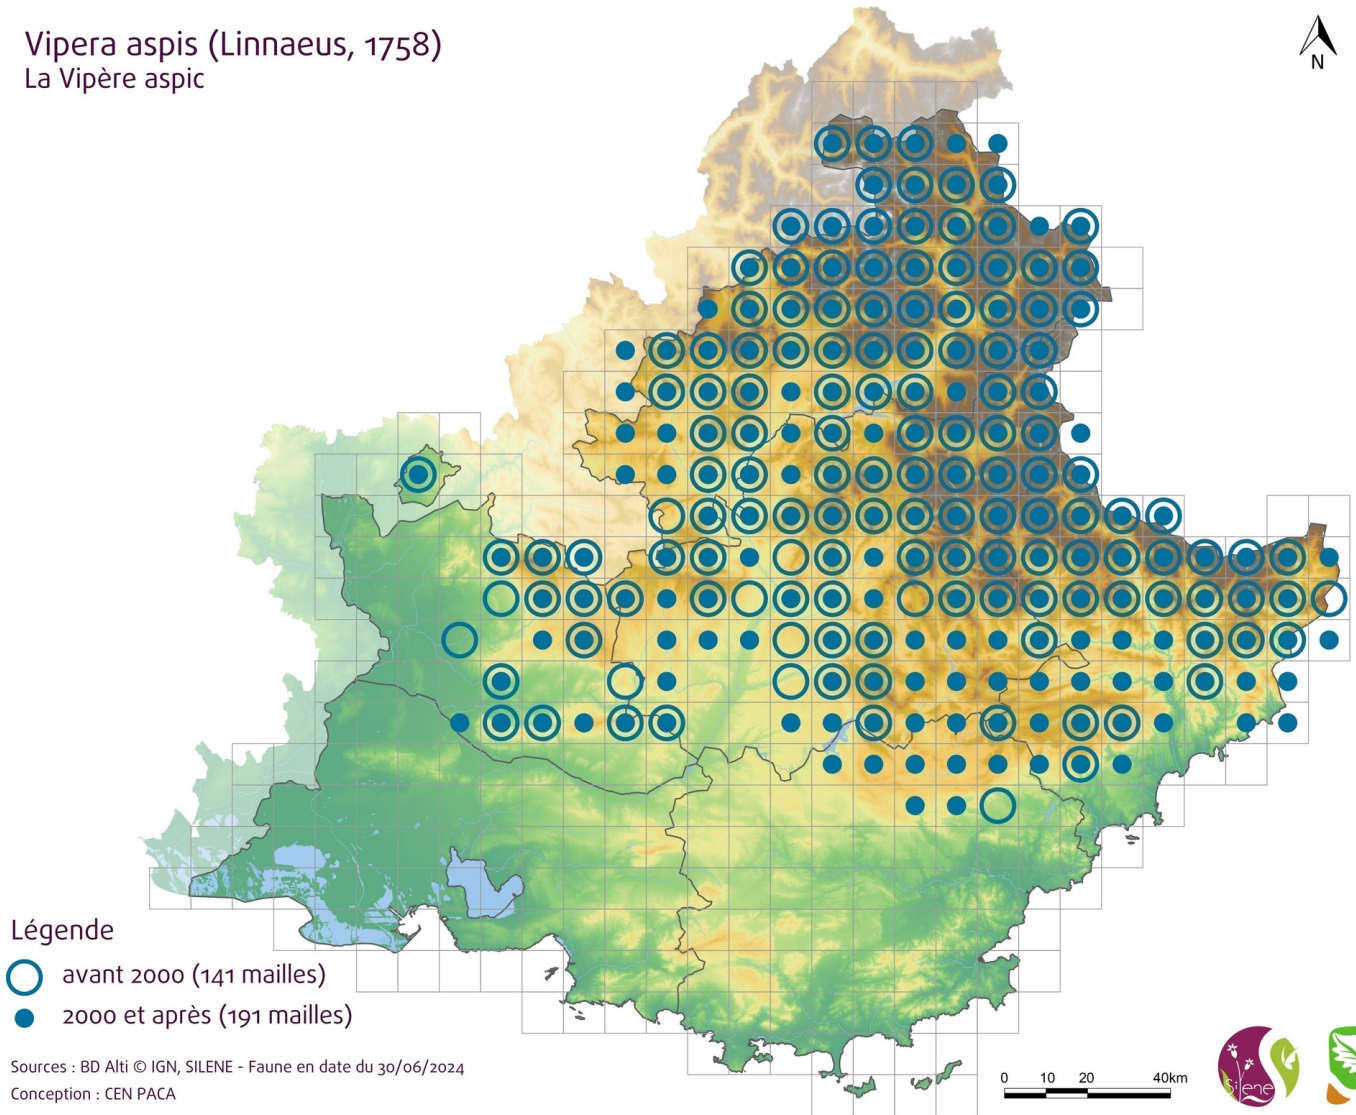 Vipera aspis (Linnaeus, 1758)
La Vipère aspic
N
Légende
avant 2000 (141 mailles)
2000 et après (191 mailles)
Sources : BD Alti © IGN, SILENE - Faune en date du 30/06/2024
Conception : CEN PACA
0 10 20 40km
Silene